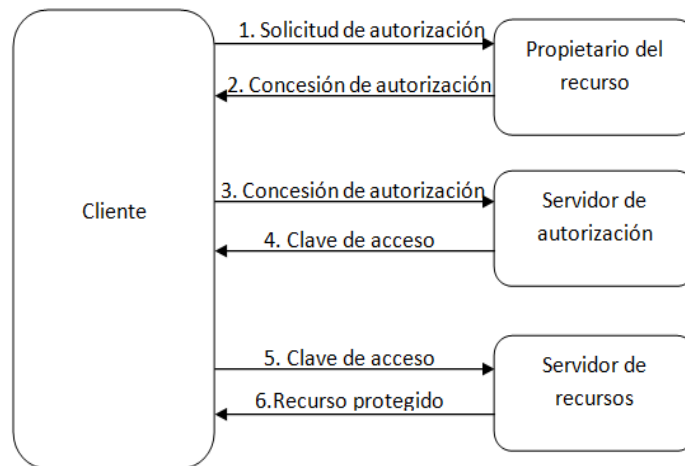 1. Solicitud de autorización
Propietario del
recurso
2. Concesión de autorización
Cliente
3. Concesión de autorización
Servidor de
autorización
4. Clave de acceso
5. Clave de acceso
Servidor de
recursos
6.Recurso protegido